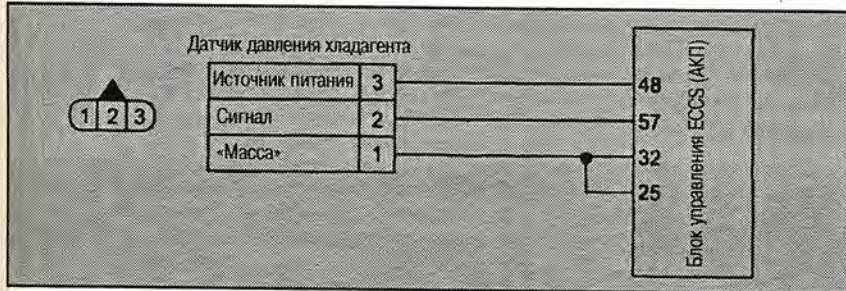 Датчик давления хладагента
1 2 3
Источник питания 3
Сигнал 2
«Масса» 1
48
57
32
25
Блок управления ECCS (АКП)